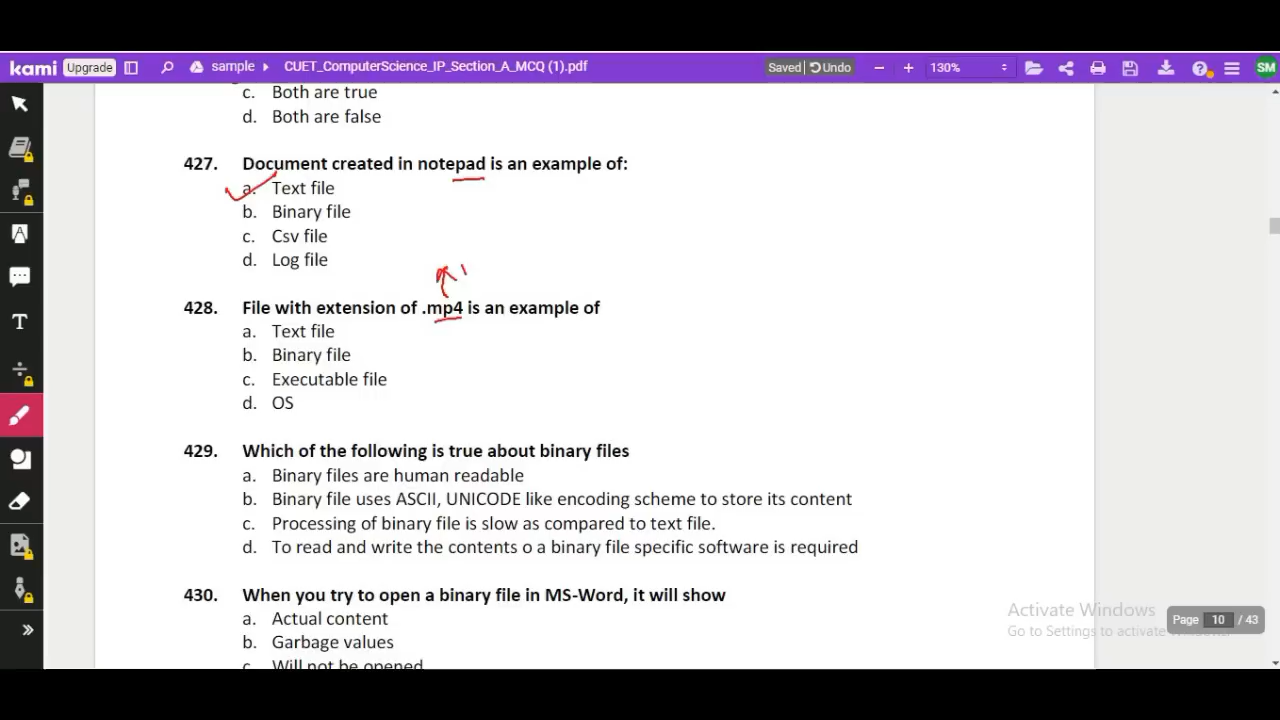 kami Upgrade sample CUET_ComputerScience_IP_Section_A_MCQ (1).pdf Saved Undo 130% SM
c. Both are true
d. Both are false
427. Document created in notepad is an example of:
a. Text file
b. Binary file
c. Csv file
d. Log file
428. File with extension of .mp4 is an example of
a. Text file
b. Binary file
c. Executable file
d. OS
429. Which of the following is true about binary files
a. Binary files are human readable
b. Binary file uses ASCII, UNICODE like encoding scheme to store its content
c. Processing of binary file is slow as compared to text file.
d. To read and write the contents o a binary file specific software is required
430. When you try to open a binary file in MS-Word, it will show
a. Actual content
b. Garbage values
c. Will not be opened
Activate Windows
Go to Settings to activate Windows.
Page 10 / 43